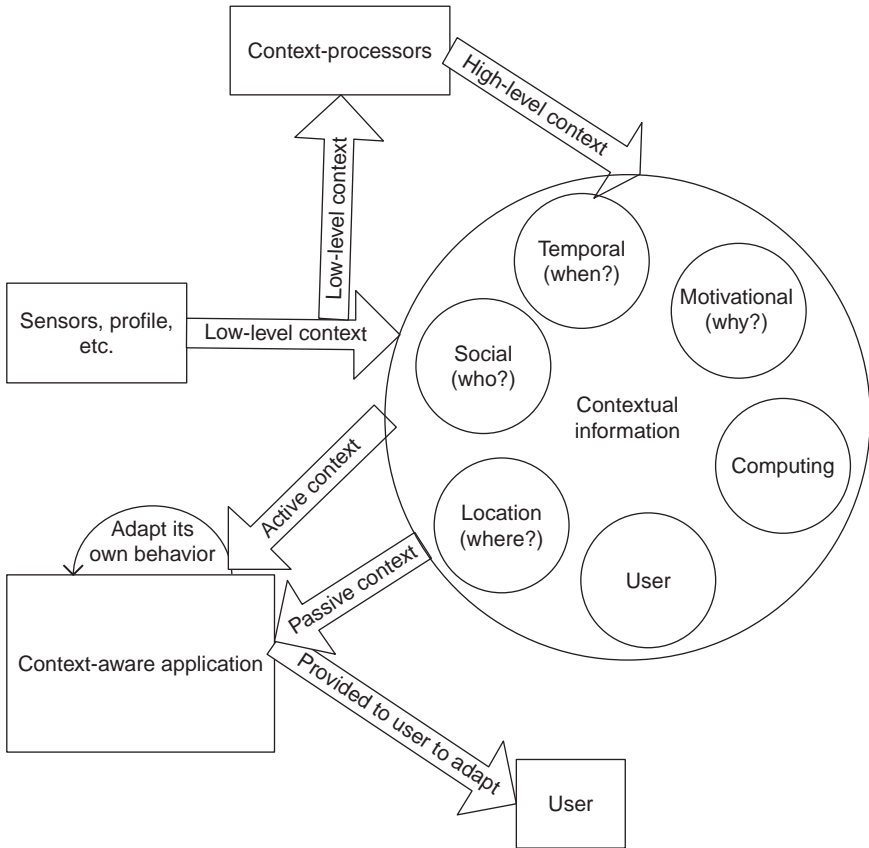 Context-processors
High-level context
Low-level context
Temporal
(when?)
Motivational
(why?)
Sensors, profile,
etc.
Low-level context
Social
(who?)
Contextual
information
Computing
Active context
Location
(where?)
Adapt its
own behavior
User
Passive context
Context-aware application
Provided to user to adapt
User